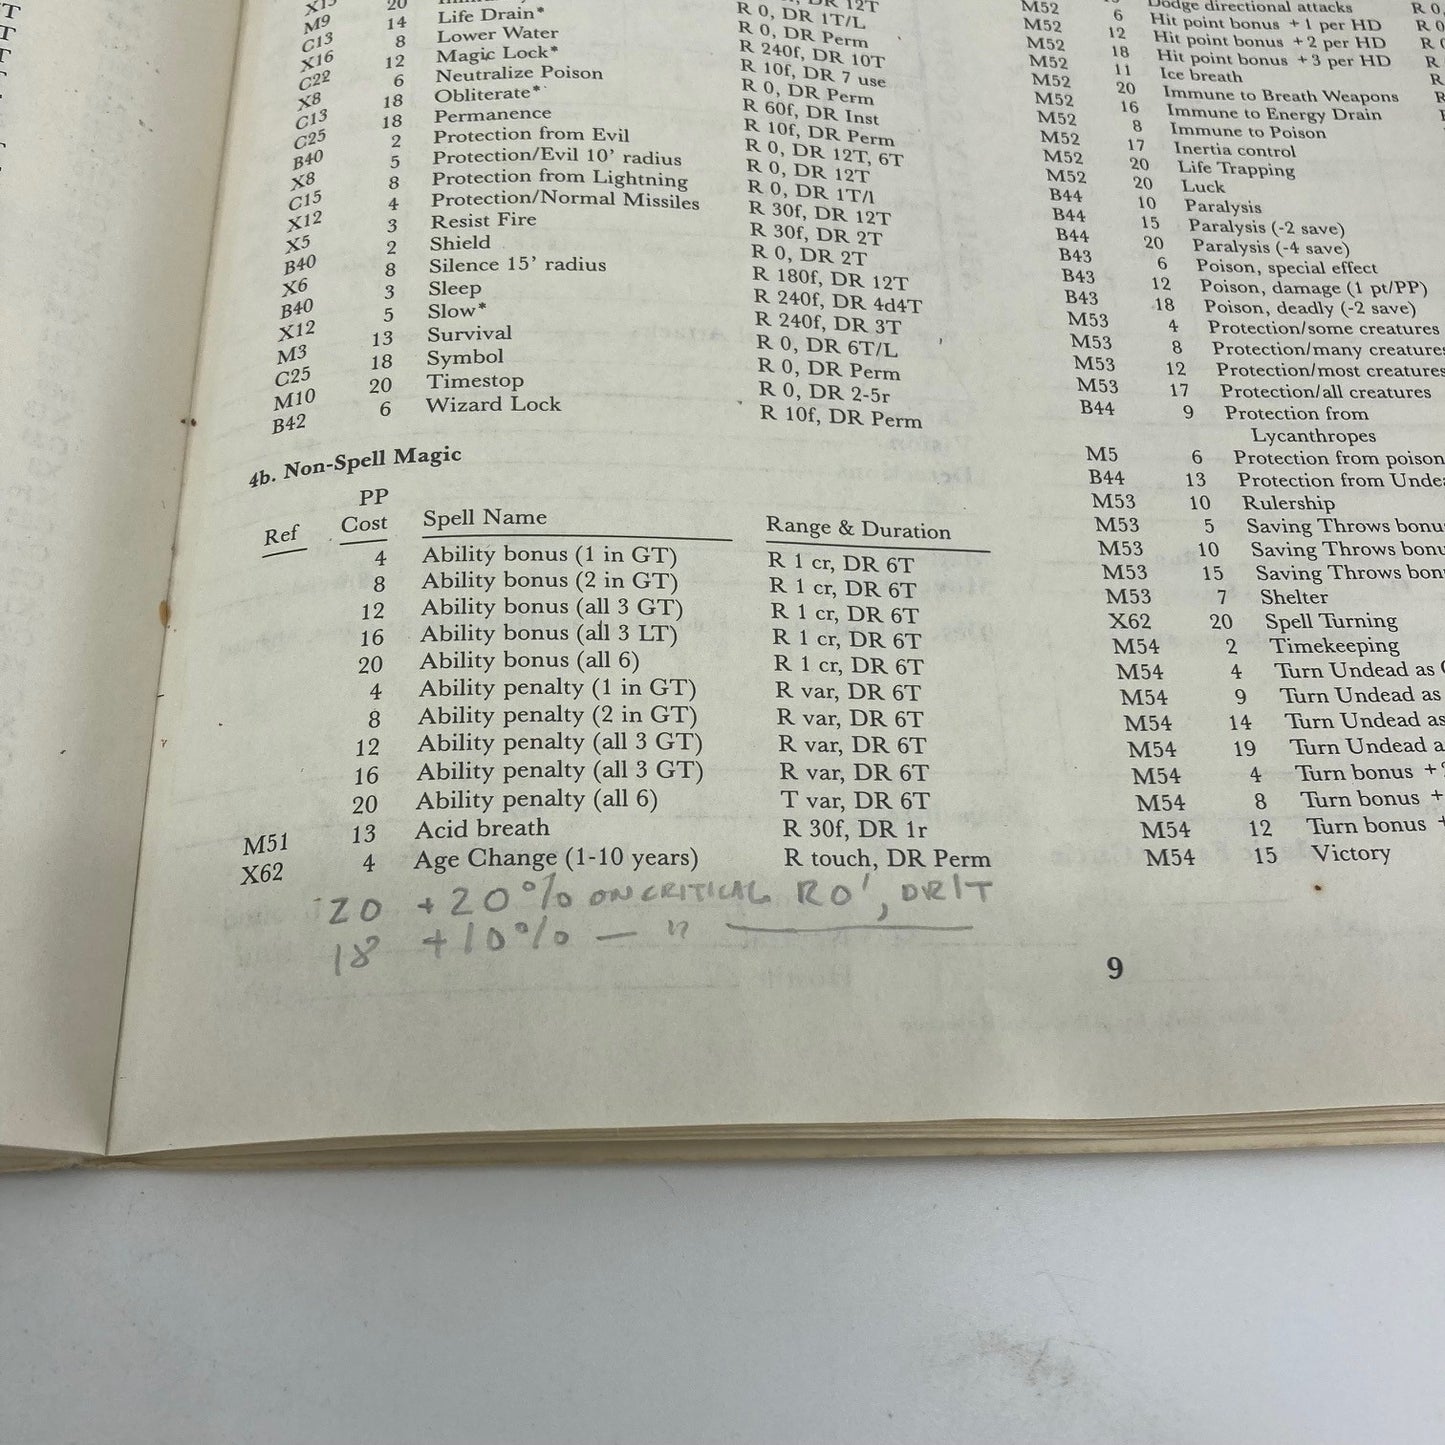 20
M9 Immunity
C13 14 Life Drain* R 0, DR Perm
X16 8 Lower Water R 240f, DR 10T
C22 12 Magic Lock* R 10f, DR 7 use
X8 6 Neutralize Poison R 0, DR Perm
C13 18 Obliterate* R 60f, DR Inst
C25 18 Permanence R 10f, DR Perm
B40 2 Protection from Evil R 0, DR 12T, 6T
X8 5 Protection/Evil 10' radius R 0, DR 12T
C15 8 Protection from Lightning R 0, DR 1T/l
X12 4 Protection/Normal Missiles R 30f, DR 12T
X5 3 Resist Fire R 30f, DR 2T
B40 2 Shield R 0, DR 2T
X6 8 Silence 15' radius R 180f, DR 12T
B40 3 Sleep R 240f, DR 4d4T
X12 5 Slow* R 240f, DR 3T
M3 13 Survival R 0, DR 6T/L
C25 18 Symbol R 0, DR Perm
M10 20 Timestop R 0, DR 2-5r
B42 6 Wizard Lock R 10f, DR Perm
4b. Non-Spell Magic
PP
Ref Cost Spell Name Range & Duration
4 Ability bonus (1 in GT) R 1 cr, DR 6T
8 Ability bonus (2 in GT) R 1 cr, DR 6T
12 Ability bonus (all 3 GT) R 1 cr, DR 6T
16 Ability bonus (all 3 LT) R 1 cr, DR 6T
20 Ability bonus (all 6) R 1 cr, DR 6T
4 Ability penalty (1 in GT) R var, DR 6T
8 Ability penalty (2 in GT) R var, DR 6T
12 Ability penalty (all 3 GT) R var, DR 6T
16 Ability penalty (all 3 GT) R var, DR 6T
20 Ability penalty (all 6) T var, DR 6T
M51 13 Acid breath R 30f, DR 1r
X62 4 Age Change (1-10 years) R touch, DR Perm
20 +20% ON CRITICAL R 0', DR 1T
18 +10% — " —
Dodge directional attacks R 0,
M52 6 Hit point bonus +1 per HD R 0
M52 12 Hit point bonus +2 per HD R 0
M52 18 Hit point bonus +3 per HD R
M52 11 Ice breath R
M52 20 Immune to Breath Weapons
M52 16 Immune to Energy Drain
M52 8 Immune to Poison
M52 17 Inertia control
M52 20 Life Trapping
M52 20 Luck
B44 10 Paralysis
B44 15 Paralysis (-2 save)
B44 20 Paralysis (-4 save)
B43 6 Poison, special effect
B43 12 Poison, damage (1 pt/PP)
B43 18 Poison, deadly (-2 save)
M53 4 Protection/some creatures
M53 8 Protection/many creatures
M53 12 Protection/most creatures
M53 17 Protection/all creatures
B44 9 Protection from
Lycanthropes
M5 6 Protection from poison
B44 13 Protection from Unde
M53 10 Rulership
M53 5 Saving Throws bonu
M53 10 Saving Throws bon
M53 15 Saving Throws bon
M53 7 Shelter
X62 20 Spell Turning
M54 2 Timekeeping
M54 4 Turn Undead as
M54 9 Turn Undead as
M54 14 Turn Undead as
M54 19 Turn Undead a
M54 4 Turn bonus +
M54 8 Turn bonus +
M54 12 Turn bonus +
M54 15 Victory
9